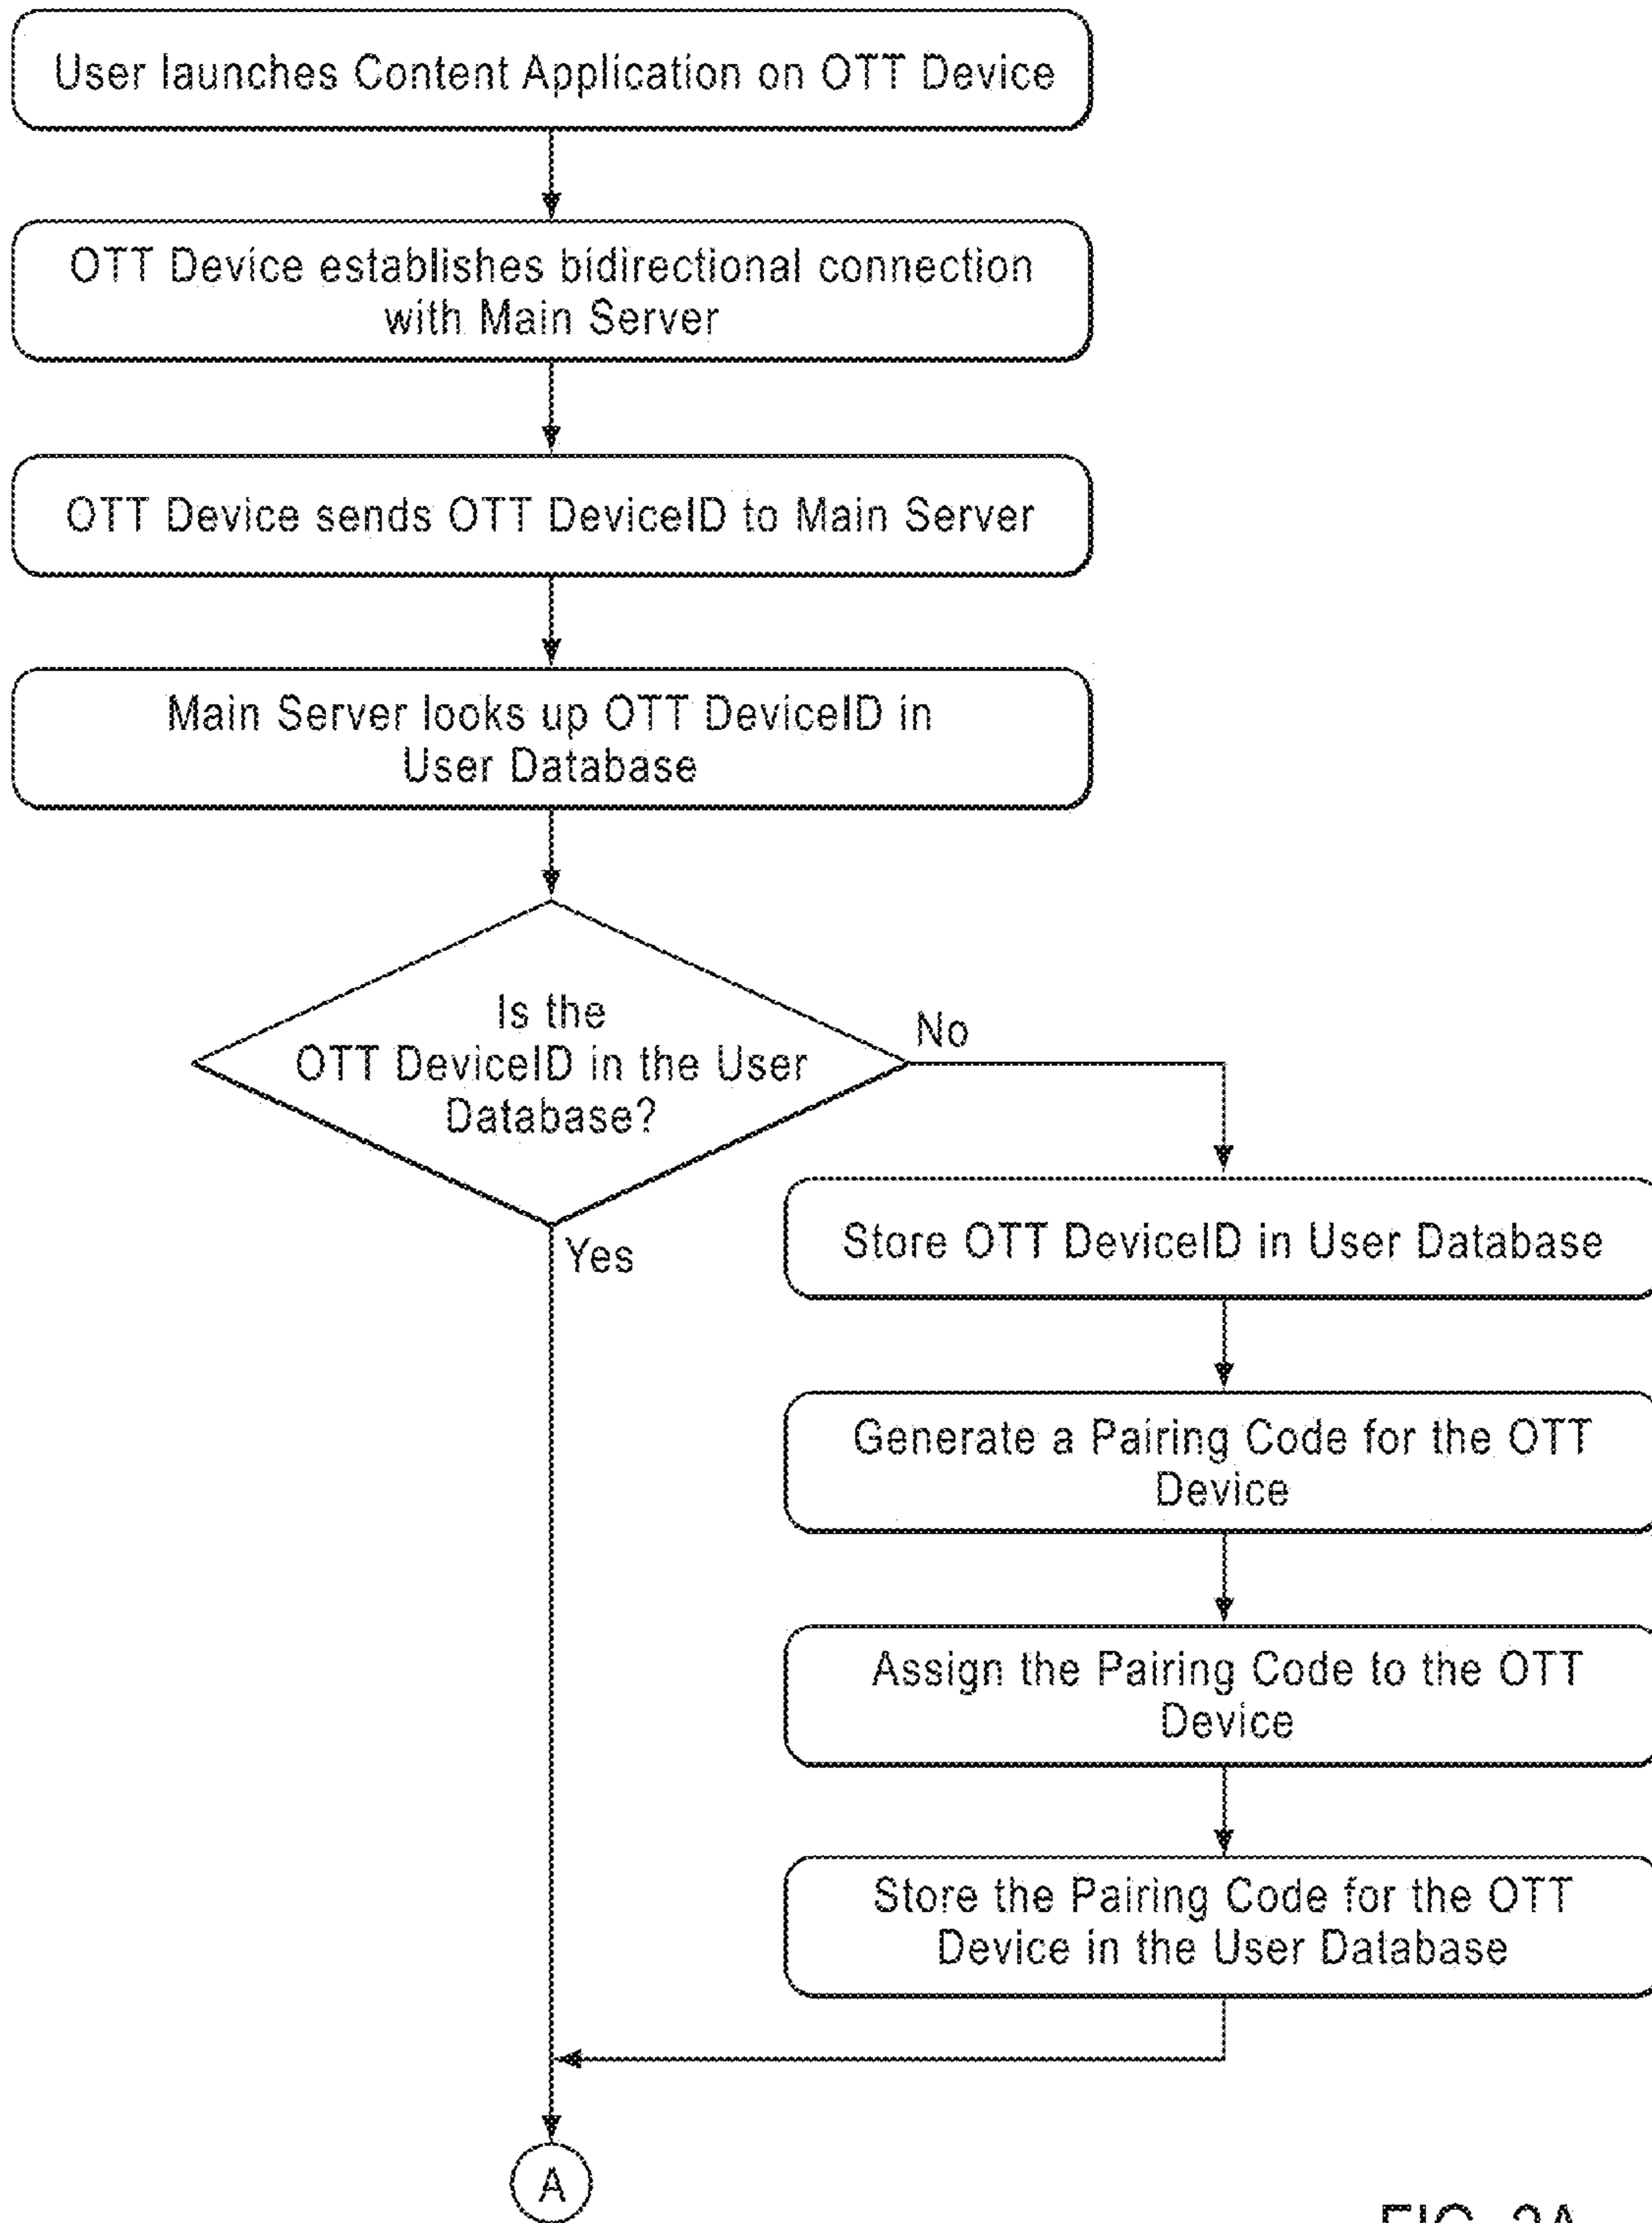 User launches Content Application on OTT Device
OTT Device establishes bidirectional connection
with Main Server
OTT Device sends OTT DeviceID to Main Server
Main Server looks up OTT DeviceID in
User Database
Is the
OTT DeviceID in the User
Database?
No
Yes
Store OTT DeviceID in User Database
Generate a Pairing Code for the OTT
Device
Assign the Pairing Code to the OTT
Device
Store the Pairing Code for the OTT
Device in the User Database
A